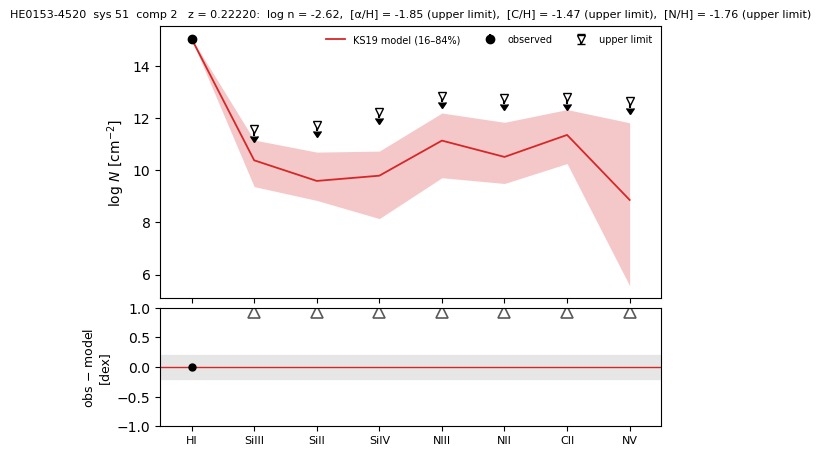 HE0153-4520  sys 51  comp 2   z = 0.22220:  log n = -2.62,  [α/H] = -1.85 (upper limit),  [C/H] = -1.47 (upper limit),  [N/H] = -1.76 (upper limit)
KS19 model (16–84%)
observed
upper limit
14
12
10
8
6
log N [cm−2]
1.0
0.5
0.0
−0.5
−1.0
obs − model
[dex]
HI
SiIII
SiII
SiIV
NIII
NII
CII
NV